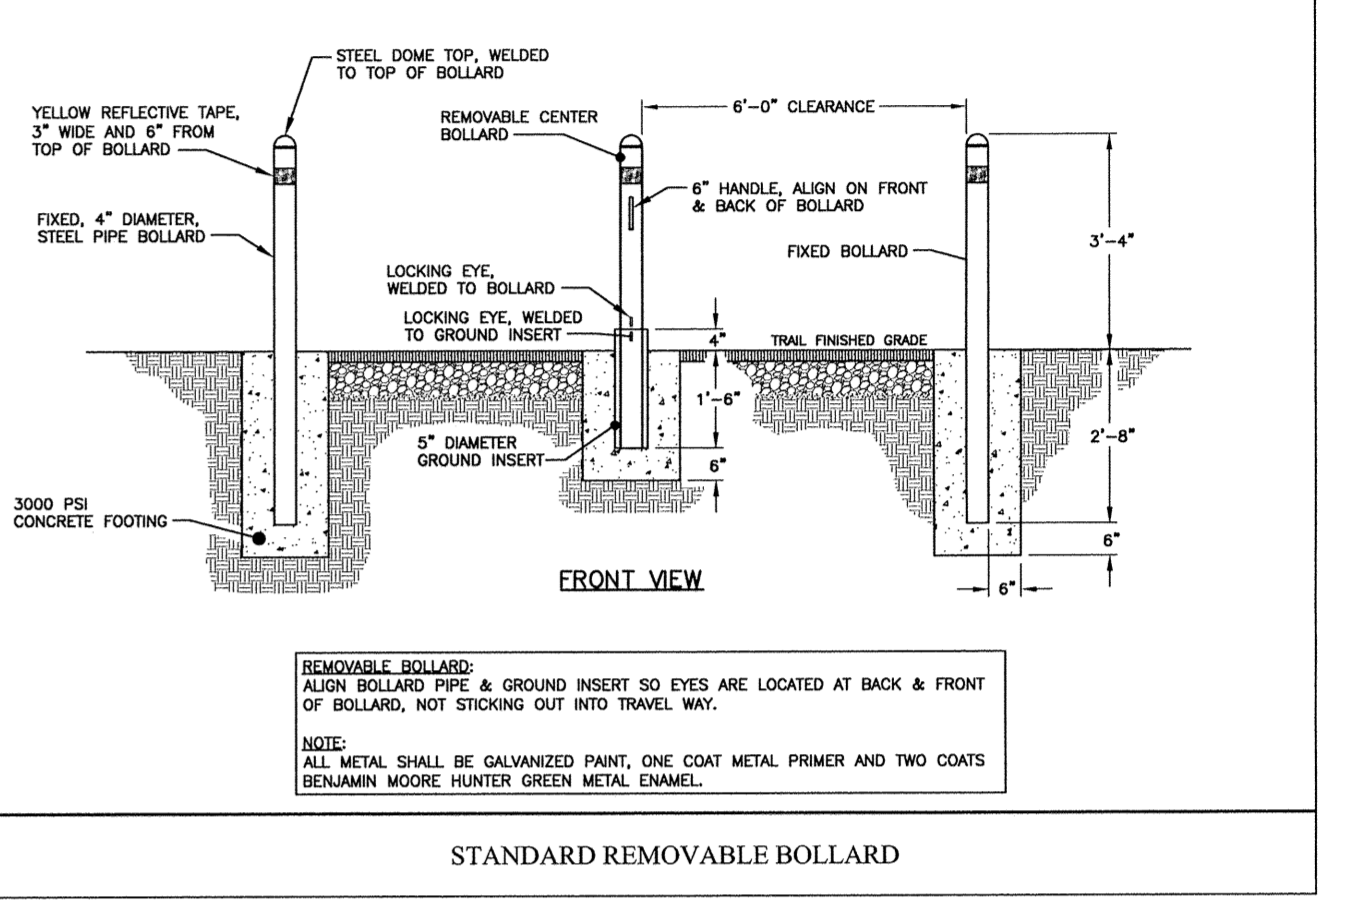 STEEL DOME TOP, WELDED
TO TOP OF BOLLARD
YELLOW REFLECTIVE TAPE,
3" WIDE AND 6" FROM
TOP OF BOLLARD
REMOVABLE CENTER
BOLLARD
6'-0" CLEARANCE
6" HANDLE, ALIGN ON FRONT
& BACK OF BOLLARD
FIXED, 4" DIAMETER,
STEEL PIPE BOLLARD
FIXED BOLLARD
3'-4"
LOCKING EYE,
WELDED TO BOLLARD
LOCKING EYE, WELDED
TO GROUND INSERT
4"
TRAIL FINISHED GRADE
1'-6"
2'-8"
5" DIAMETER
GROUND INSERT
6"
3000 PSI
CONCRETE FOOTING
6"
6"
FRONT VIEW
REMOVABLE BOLLARD:
ALIGN BOLLARD PIPE & GROUND INSERT SO EYES ARE LOCATED AT BACK & FRONT
OF BOLLARD, NOT STICKING OUT INTO TRAVEL WAY.
NOTE:
ALL METAL SHALL BE GALVANIZED PAINT, ONE COAT METAL PRIMER AND TWO COATS
BENJAMIN MOORE HUNTER GREEN METAL ENAMEL.
STANDARD REMOVABLE BOLLARD